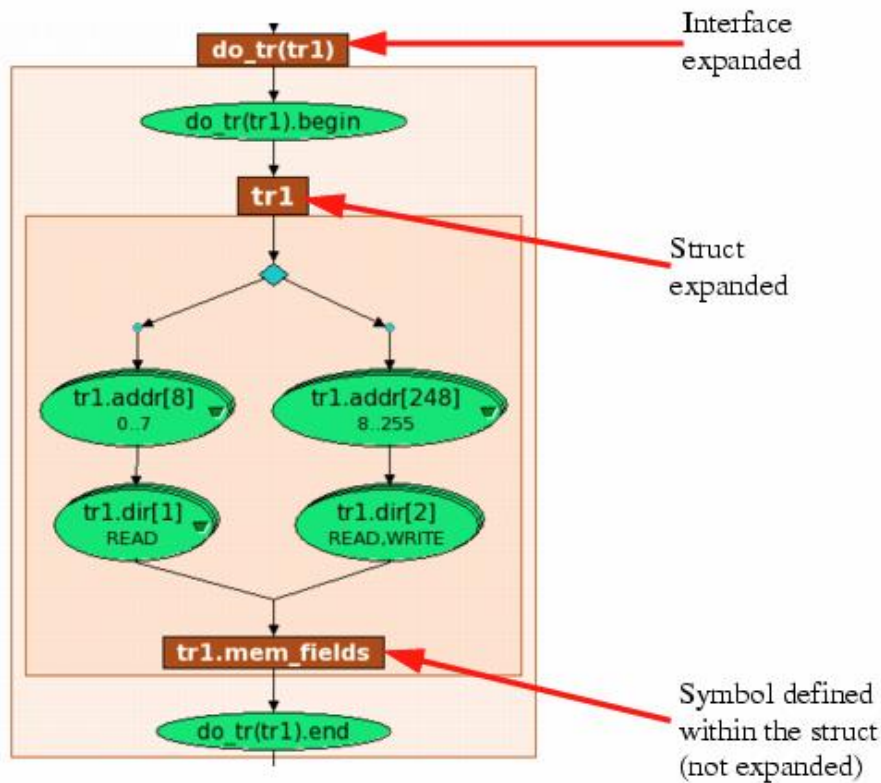 do_tr(tr1)
Interface
expanded
do_tr(tr1).begin
tr1
Struct
expanded
tr1.addr[8]
0..7
tr1.addr[248]
8..255
tr1.dir[1]
READ
tr1.dir[2]
READ,WRITE
tr1.mem_fields
Symbol defined
within the struct
(not expanded)
do_tr(tr1).end